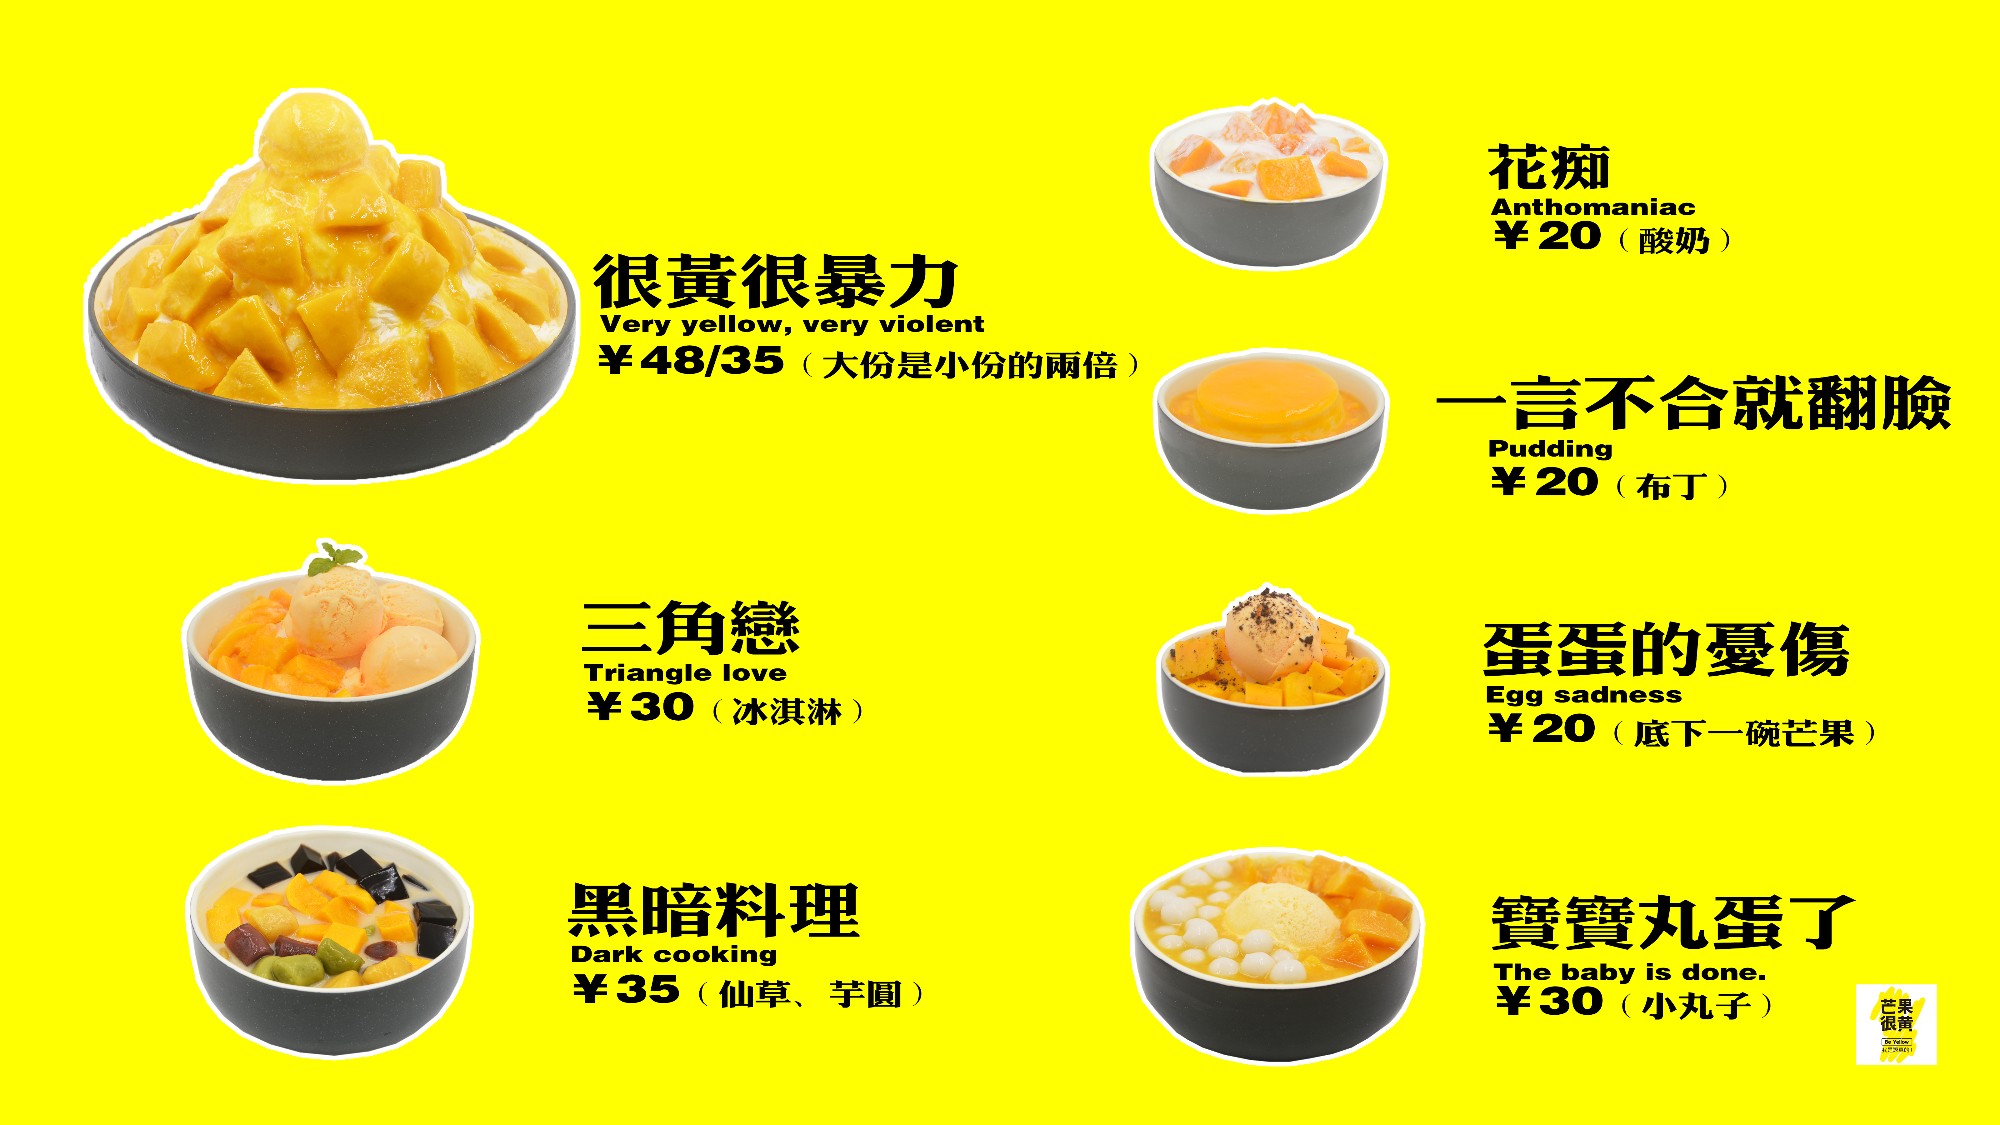 很黃很暴力
Very yellow, very violent
¥48/35（大份是小份的兩倍）
三角戀
Triangle love
¥30（冰淇淋）
黑暗料理
Dark cooking
¥35（仙草、芋圓）
花痴
Anthomaniac
¥20（酸奶）
一言不合就翻臉
Pudding
¥20（布丁）
蛋蛋的憂傷
Egg sadness
¥20（底下一碗芒果）
寶寶丸蛋了
The baby is done.
¥30（小丸子）
芒果
很黄
Be Yellow